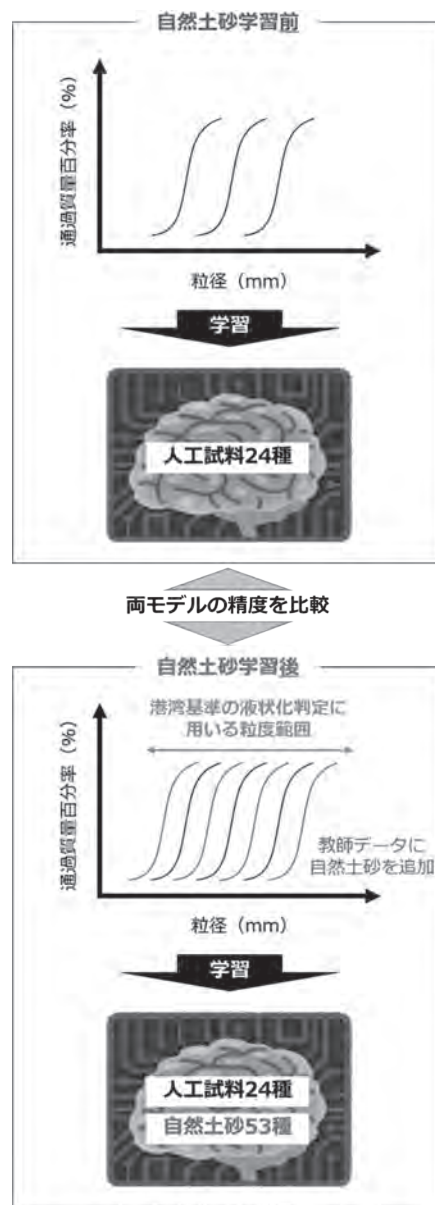 自然土砂学習前
通過質量百分率（%）
粒径（mm）
学習
人工試料24種
両モデルの精度を比較
自然土砂学習後
港湾基準の液状化判定に
用いる粒度範囲
通過質量百分率（%）
教師データに
自然土砂を追加
粒径（mm）
学習
人工試料24種
自然土砂53種